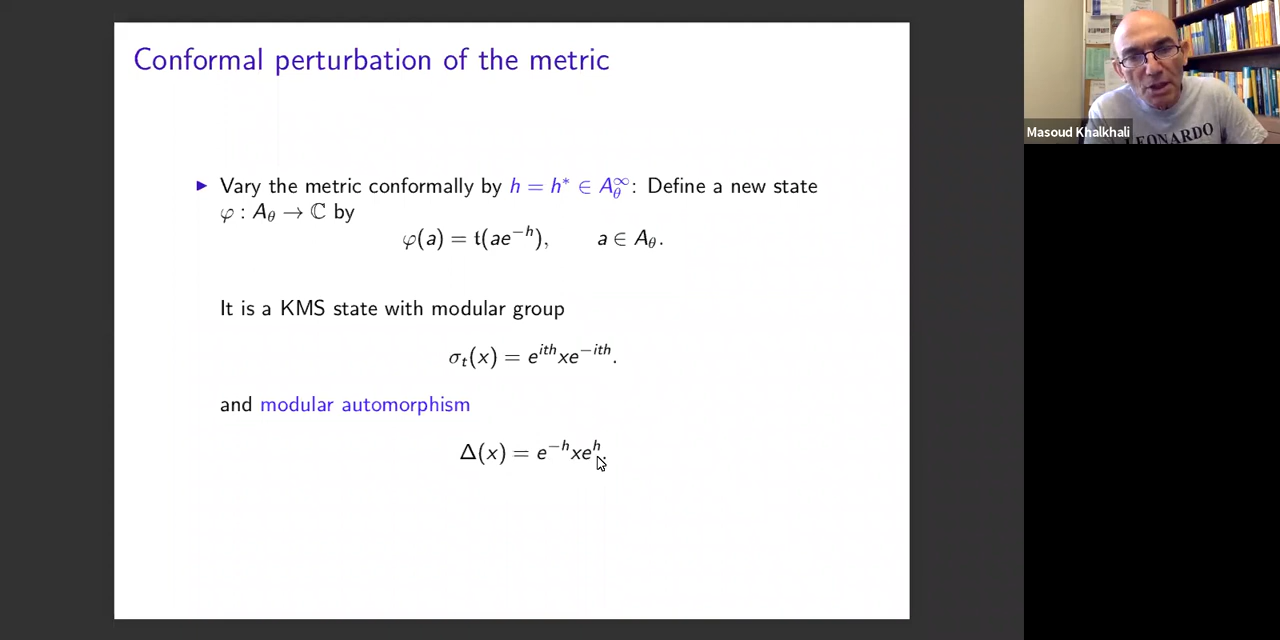 Conformal perturbation of the metric
Masoud Khalkhali
LEONARDO
▶ Vary the metric conformally by h = h* ∈ A_θ^∞: Define a new state
φ : A_θ → ℂ by
φ(a) = t(ae^{−h}), a ∈ A_θ.
It is a KMS state with modular group
σ_t(x) = e^{ith}xe^{−ith}.
and modular automorphism
Δ(x) = e^{−h}xe^{h}.